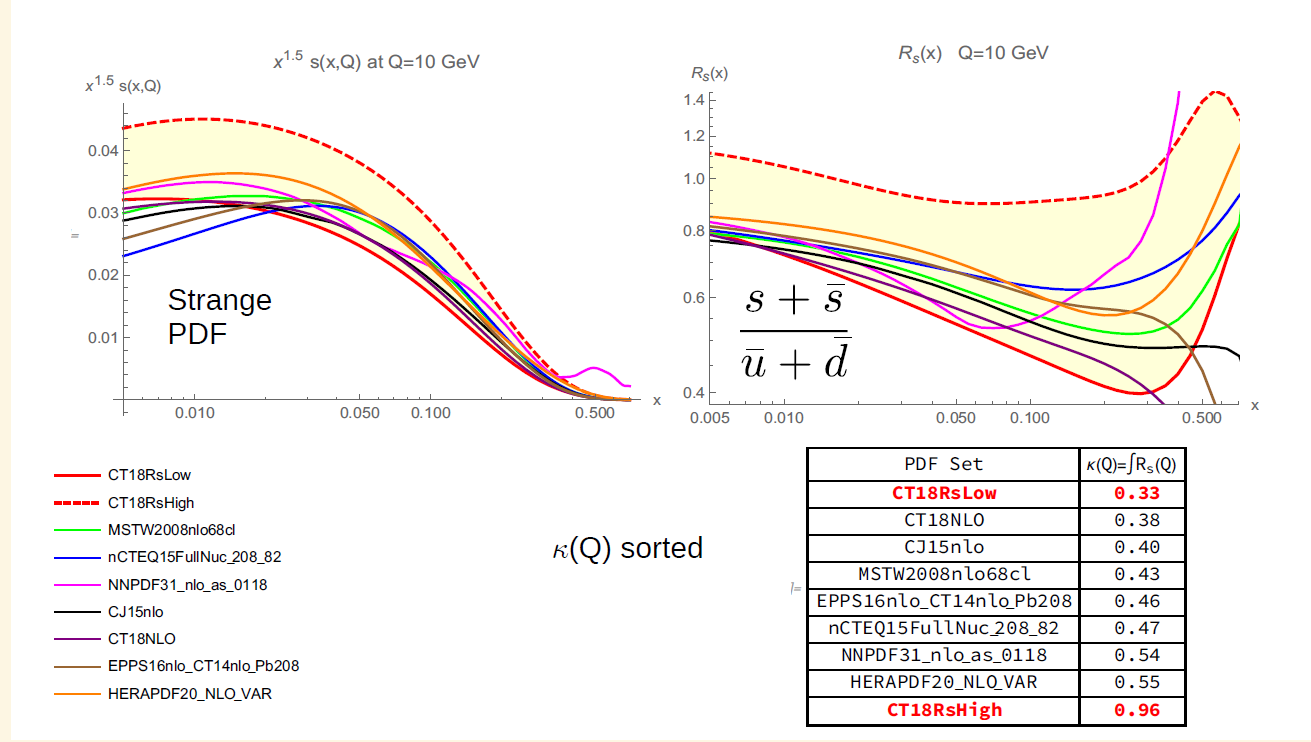 x^1.5 s(x,Q) at Q=10 GeV
x^1.5 s(x,Q)
0.04
0.03
0.02
0.01
0.010 0.050 0.100 0.500 x
=
Strange
PDF
R_s(x) Q=10 GeV
R_s(x)
1.4
1.2
1.0
0.8
0.6
0.4
0.005 0.010 0.050 0.100 0.500 x
s + s̄
ū + d̄
CT18RsLow
CT18RsHigh
MSTW2008nlo68cl
nCTEQ15FullNuc_208_82
NNPDF31_nlo_as_0118
CJ15nlo
CT18NLO
EPPS16nlo_CT14nlo_Pb208
HERAPDF20_NLO_VAR
κ(Q) sorted
]=
PDF Set κ(Q)=∫R_s(Q)
CT18RsLow 0.33
CT18NLO 0.38
CJ15nlo 0.40
MSTW2008nlo68cl 0.43
EPPS16nlo_CT14nlo_Pb208 0.46
nCTEQ15FullNuc_208_82 0.47
NNPDF31_nlo_as_0118 0.54
HERAPDF20_NLO_VAR 0.55
CT18RsHigh 0.96